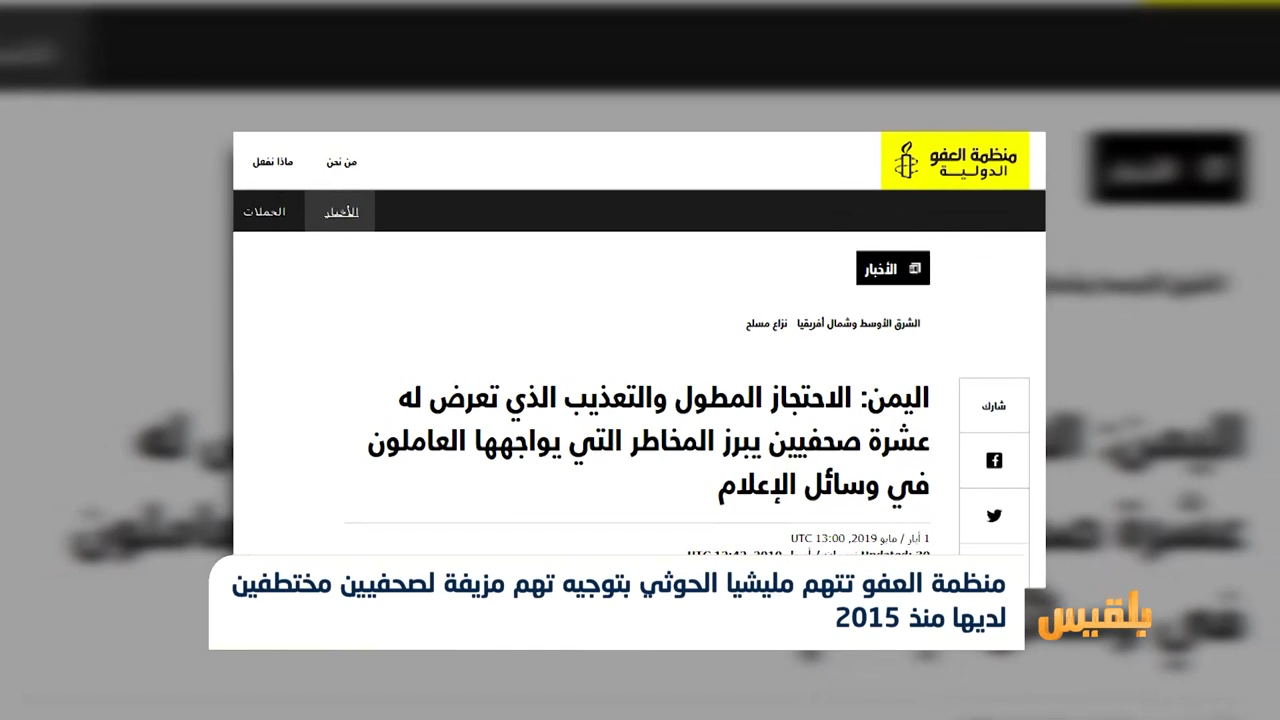 منظمة العفو
الدولية
من نحن
ماذا نفعل
الأخبار
الحملات
الأخبار
الشرق الأوسط وشمال أفريقيا نزاع مسلح
اليمن: الاحتجاز المطول والتعذيب الذي تعرض له
عشرة صحفيين يبرز المخاطر التي يواجهها العاملون
في وسائل الإعلام
شارك
1 أيار / مايو 2019, 13:00 UTC
منظمة العفو تتهم مليشيا الحوثي بتوجيه تهم مزيفة لصحفيين مختطفين
لديها منذ 2015
بلقيس